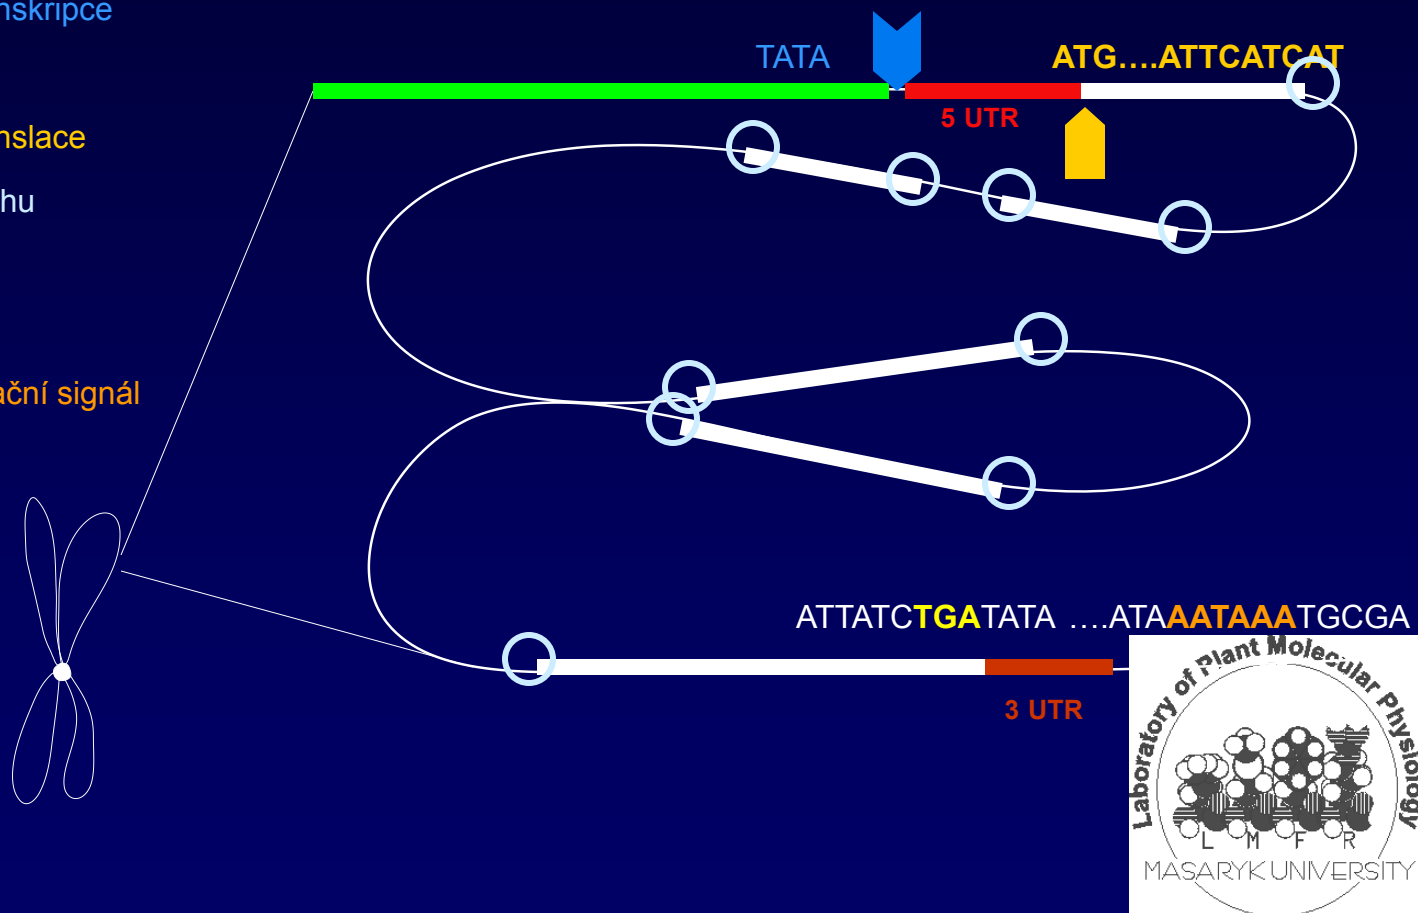 nskripce
TATA
ATG….ATTCATCAT
5 UTR
nslace
hu
ační signál
ATTATCTGATATA ….ATAAATAAATGCGA
3 UTR
Laboratory of Plant Molecular Physiology
L M F R
MASARYK UNIVERSITY